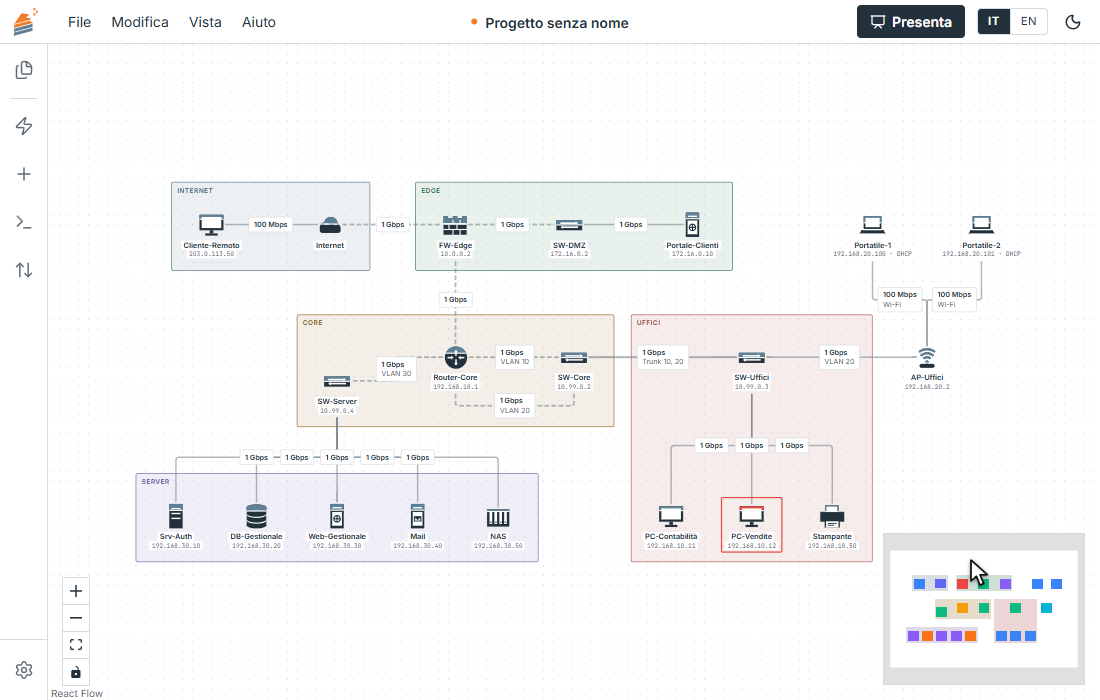 File Modifica Vista Aiuto
Progetto senza nome
Presenta
IT EN
INTERNET
EDGE
100 Mbps
1 Gbps
1 Gbps
1 Gbps
Cliente-Remoto
203.0.113.50
Internet
FW-Edge
10.0.0.2
SW-DMZ
172.16.0.2
Portale-Clienti
172.16.0.10
Portatile-1
192.168.20.100 · DHCP
Portatile-2
192.168.20.101 · DHCP
1 Gbps
100 Mbps
Wi-Fi
100 Mbps
Wi-Fi
CORE
UFFICI
1 Gbps
VLAN 30
1 Gbps
VLAN 10
1 Gbps
Trunk 10, 20
1 Gbps
VLAN 20
Router-Core
192.168.10.1
SW-Core
10.99.0.2
SW-Uffici
10.99.0.3
AP-Uffici
192.168.20.2
SW-Server
10.99.0.4
1 Gbps
VLAN 20
1 Gbps
1 Gbps
1 Gbps
1 Gbps
1 Gbps
1 Gbps
1 Gbps
1 Gbps
SERVER
Srv-Auth
192.168.30.10
DB-Gestionale
192.168.30.20
Web-Gestionale
192.168.30.30
Mail
192.168.30.40
NAS
192.168.30.50
PC-Contabilità
192.168.10.11
PC-Vendite
192.168.10.12
Stampante
192.168.10.50
React Flow